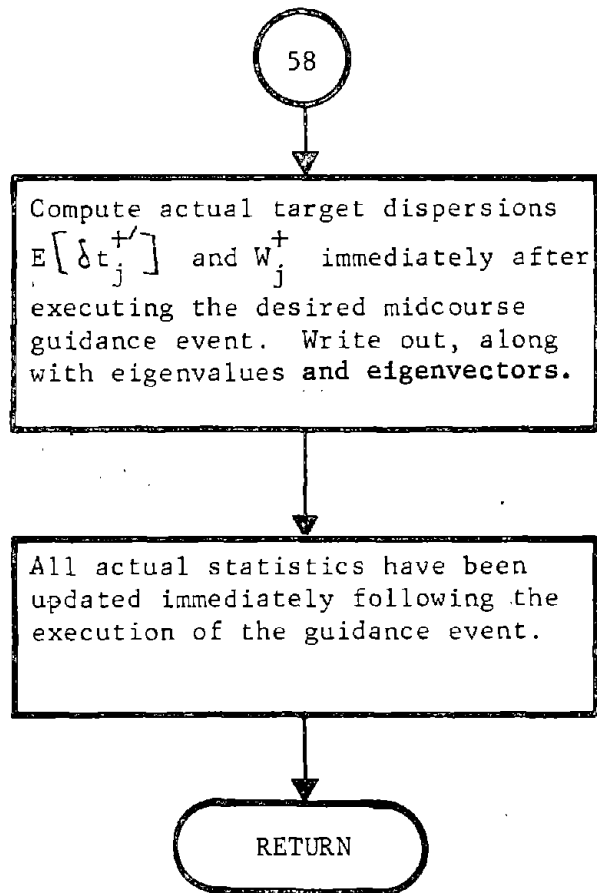 58
Compute actual target dispersions
E[δt_j^+′] and W_j^+ immediately after
executing the desired midcourse
guidance event. Write out, along
with eigenvalues and eigenvectors.
All actual statistics have been
updated immediately following the
execution of the guidance event.
RETURN